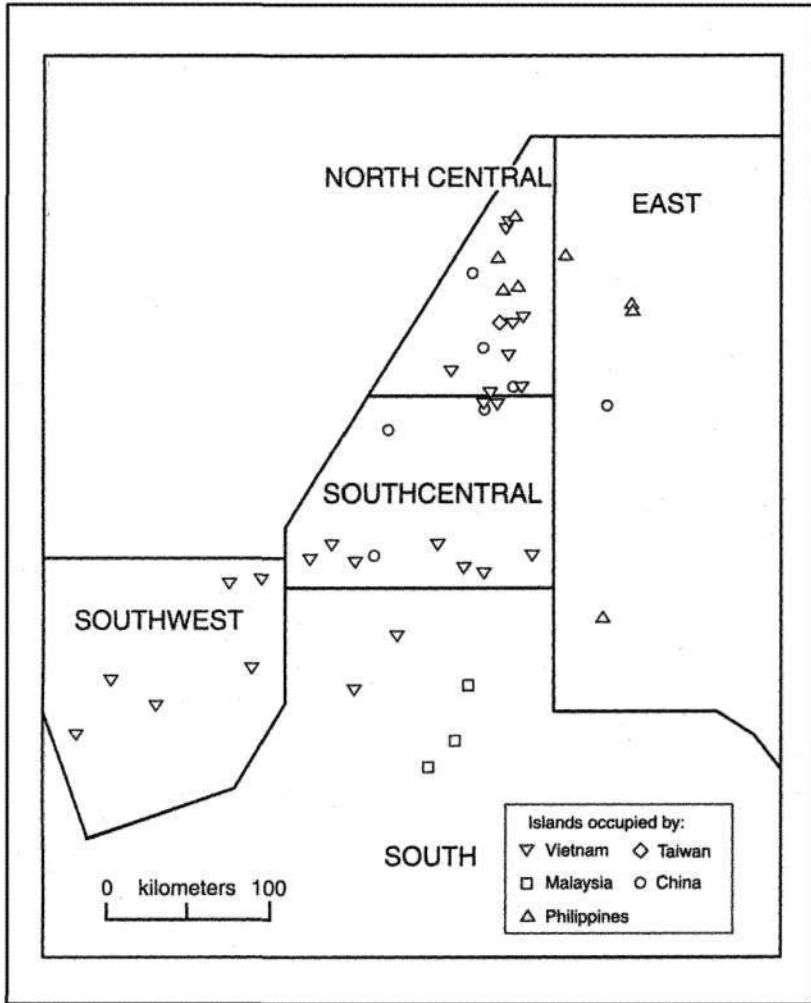 NORTH CENTRAL
EAST
SOUTHCENTRAL
SOUTHWEST
SOUTH
0 kilometers 100
Islands occupied by:
Vietnam Taiwan
Malaysia China
Philippines